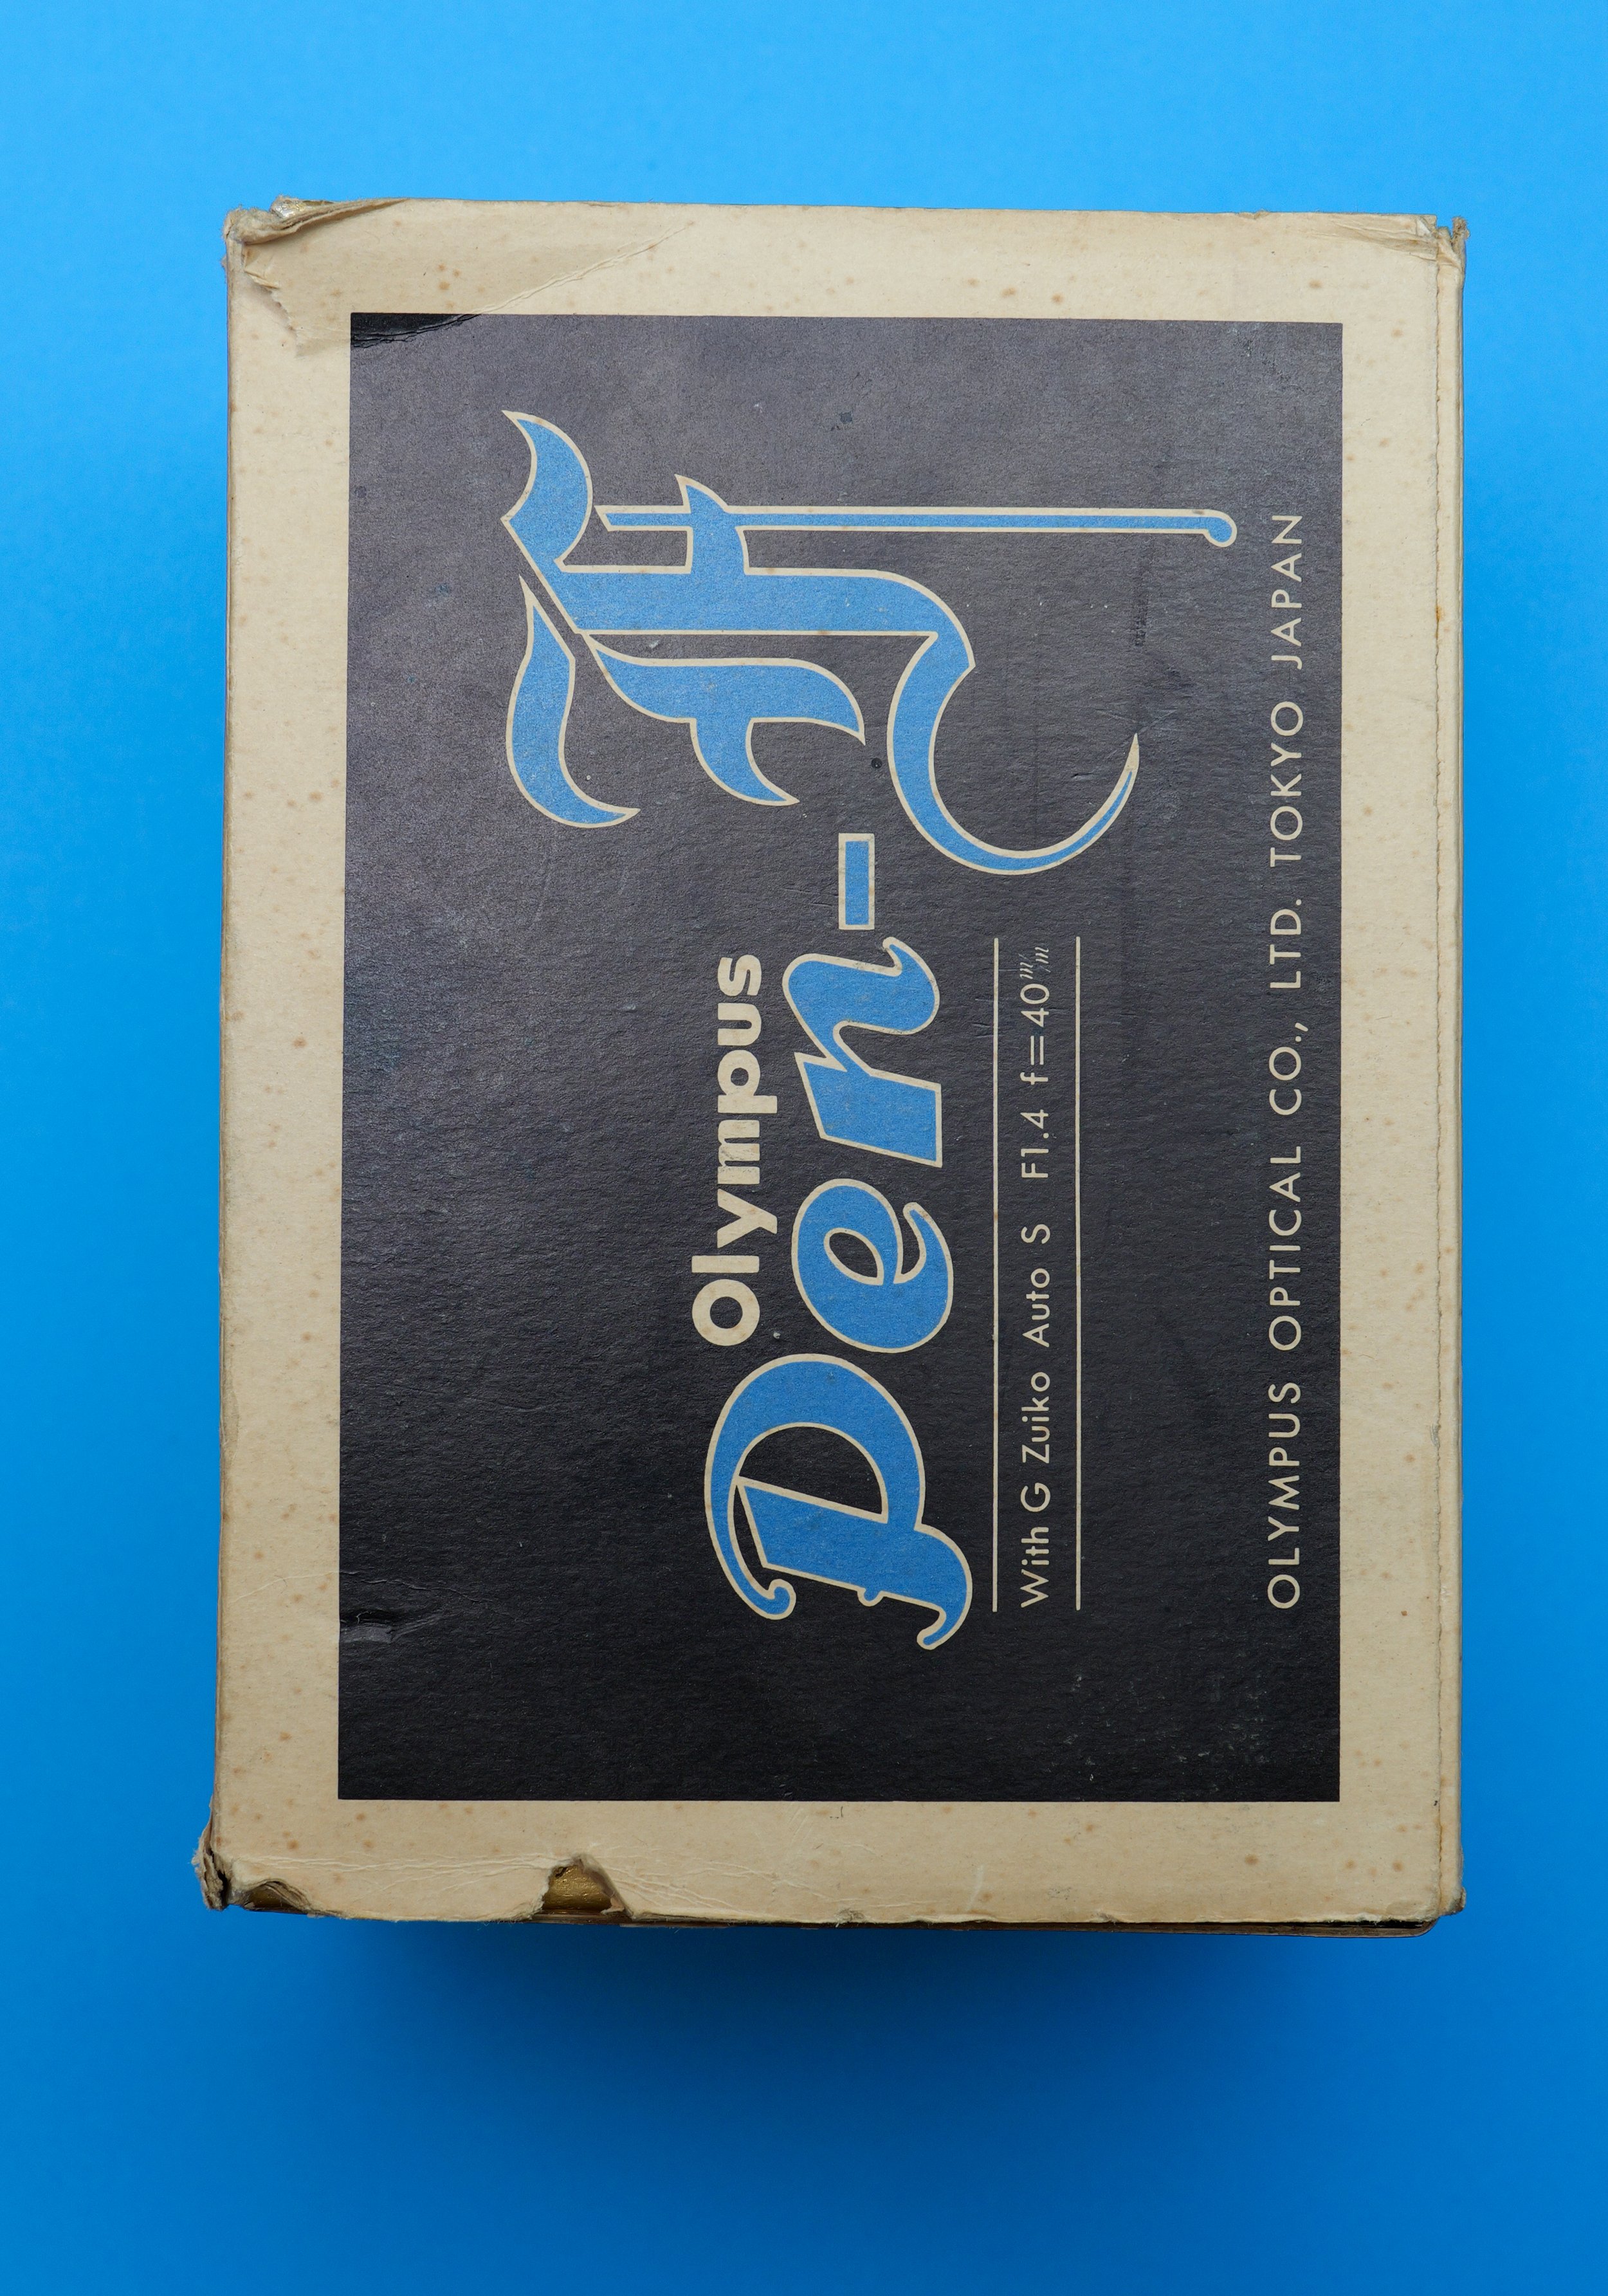 Olympus
Pen-F
With G Zuiko Auto S F1.4 f=40m/m
OLYMPUS OPTICAL CO., LTD. TOKYO JAPAN